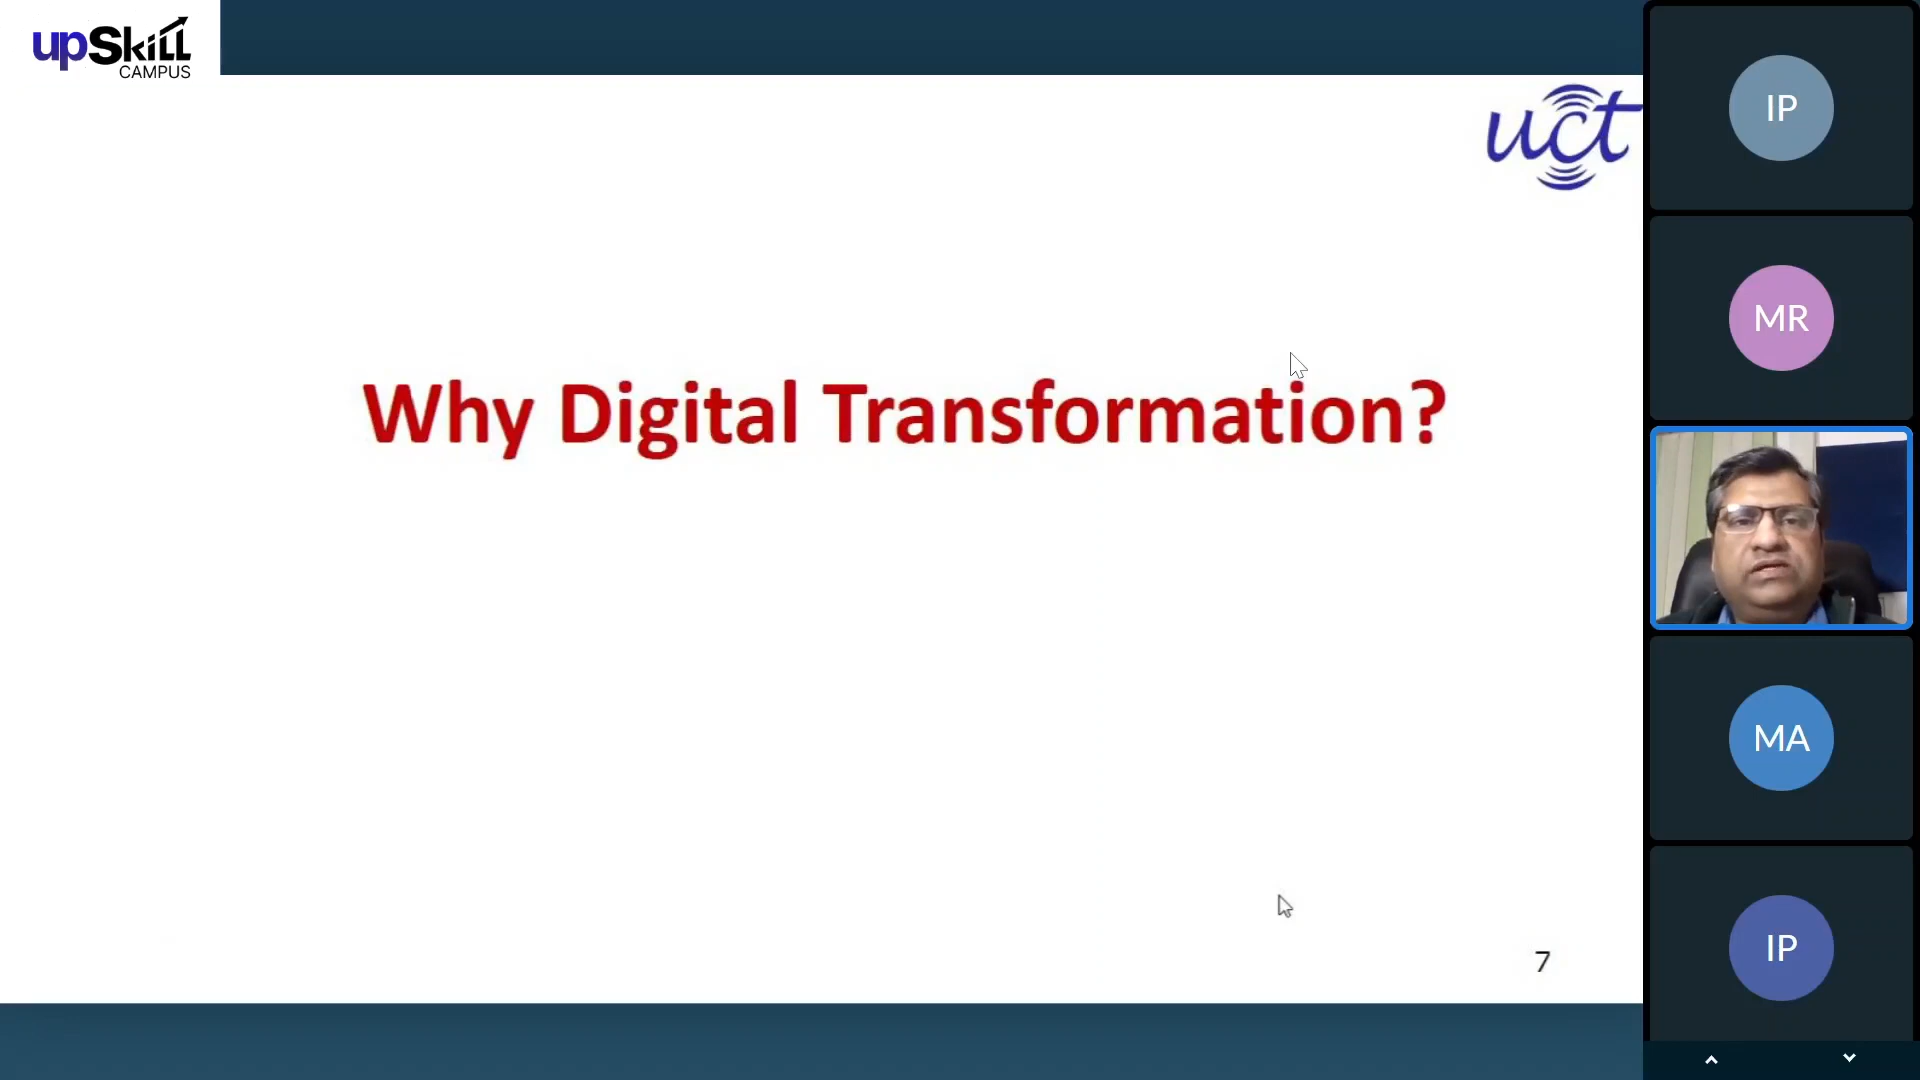 upSkill
CAMPUS
uct
Why Digital Transformation?
7
IP
MR
MA
IP